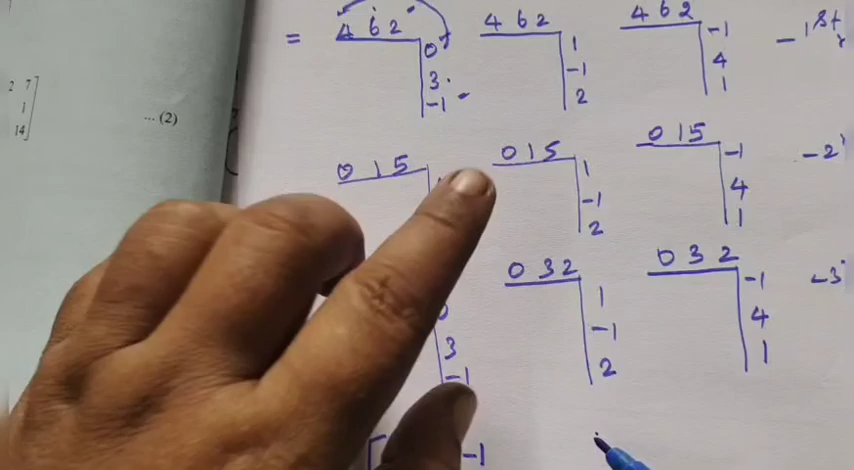 = 4 6 2 4 6 2 4 6 2 - 1st
0 1 -1
3 -1 4
-1 2 1
2 7
1
14 ... (2)
0 1 5 0 1 5 0 1 5 -2
1 -1
-1 4
2 1
0 3 2 0 3 2 -3
0 1 -1
3 -1 4
-1 2 1
-1